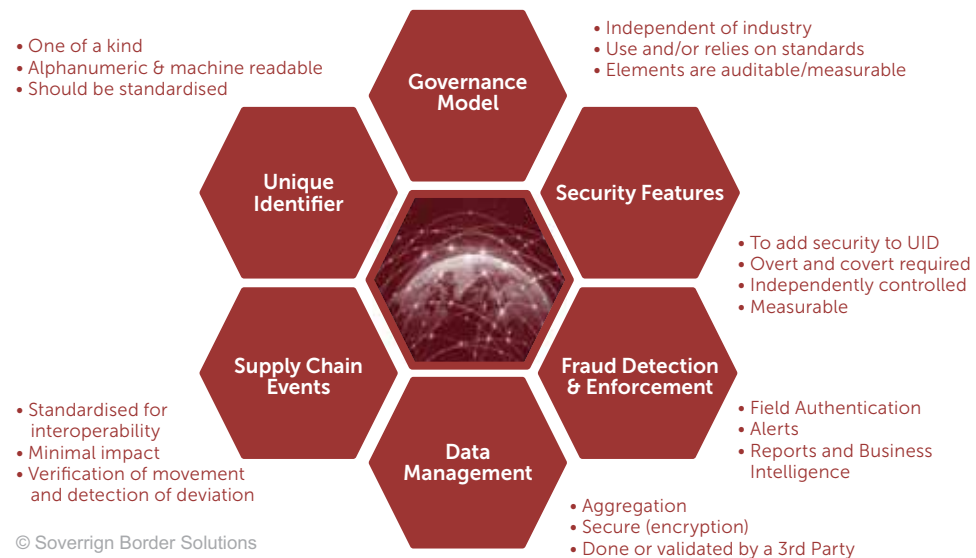 • One of a kind
• Alphanumeric & machine readable
• Should be standardised
Governance
Model
• Independent of industry
• Use and/or relies on standards
• Elements are auditable/measurable
Unique
Identifier
Security Features
• To add security to UID
• Overt and covert required
• Independently controlled
• Measurable
Supply Chain
Events
• Standardised for
interoperability
• Minimal impact
• Verification of movement
and detection of deviation
Fraud Detection
& Enforcement
• Field Authentication
• Alerts
• Reports and Business
Intelligence
Data
Management
• Aggregation
• Secure (encryption)
• Done or validated by a 3rd Party
© Soverrign Border Solutions